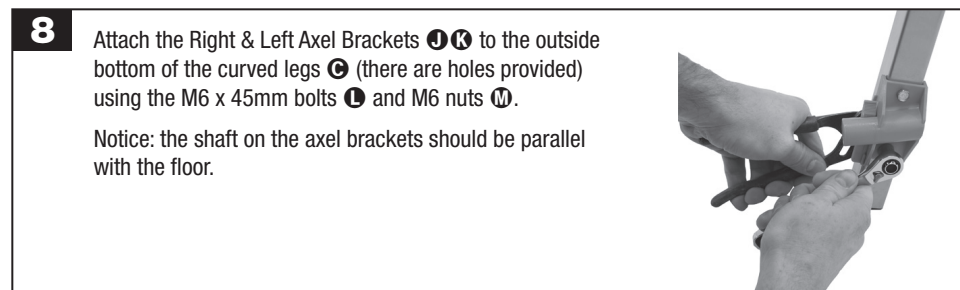 8
Attach the Right & Left Axel Brackets J K to the outside
bottom of the curved legs C (there are holes provided)
using the M6 x 45mm bolts L and M6 nuts M.
Notice: the shaft on the axel brackets should be parallel
with the floor.